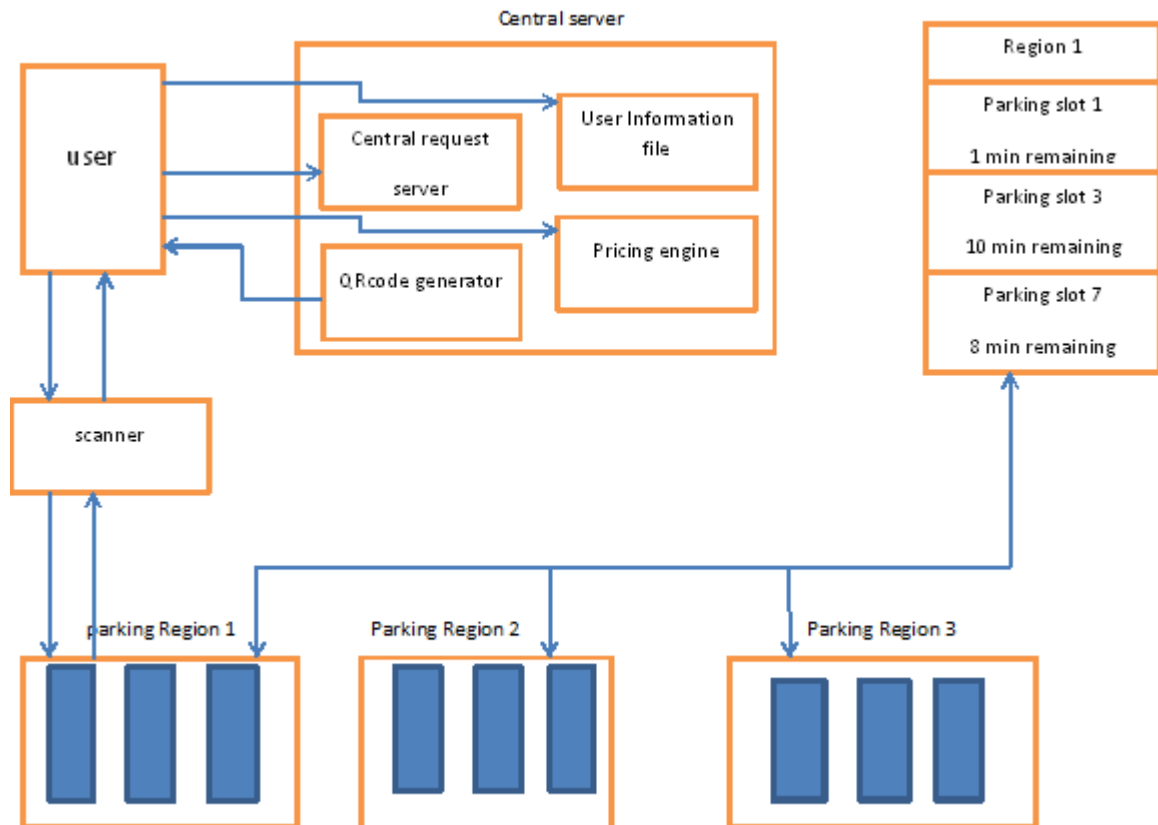 Central server
user
Central request
server
User Information
file
QRcode generator
Pricing engine
Region 1
Parking slot 1
1 min remaining
Parking slot 3
10 min remaining
Parking slot 7
8 min remaining
scanner
parking Region 1
Parking Region 2
Parking Region 3